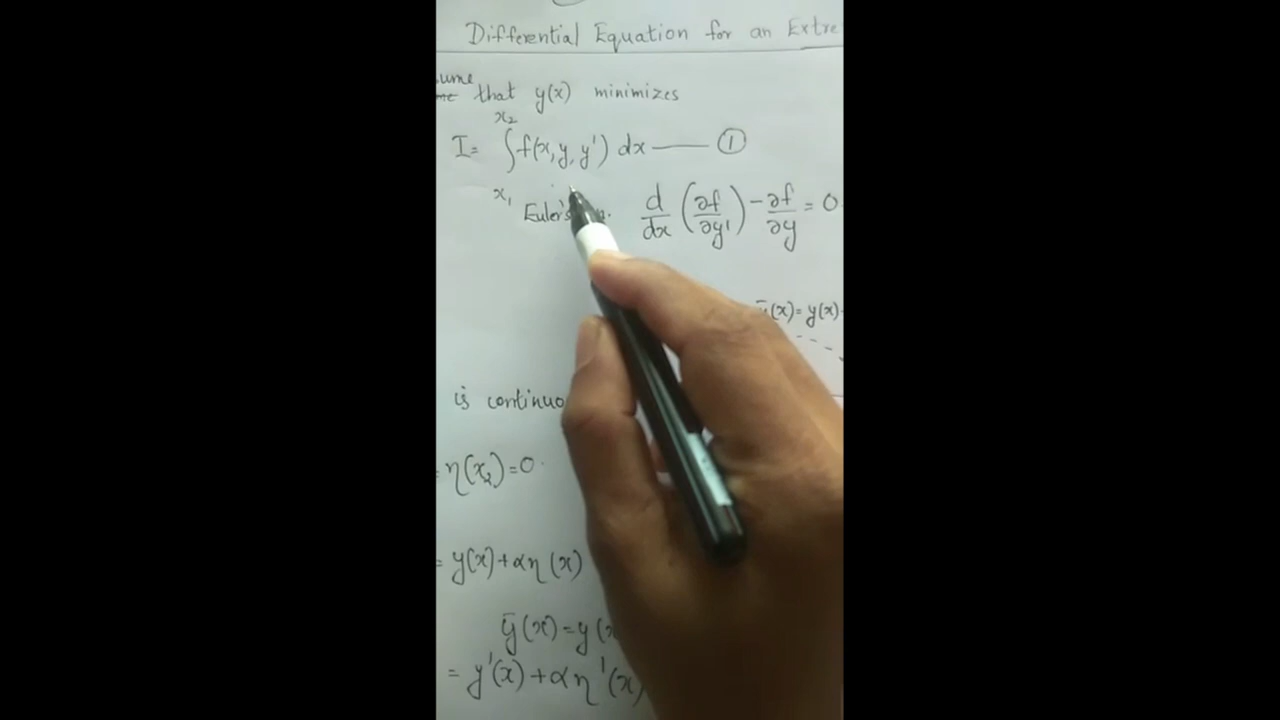 Differential Equation for an Extre
ume
that y(x) minimizes
x₂
I= ∫f(x,y,y') dx —— ①
x₁
Euler's d/dx (∂f/∂y') - ∂f/∂y = 0.
(x)= y(x)
is continuo
= η(x₂)=0.
= y(x)+αη(x)
ȳ(x)=y(
= y'(x)+αη'(x)